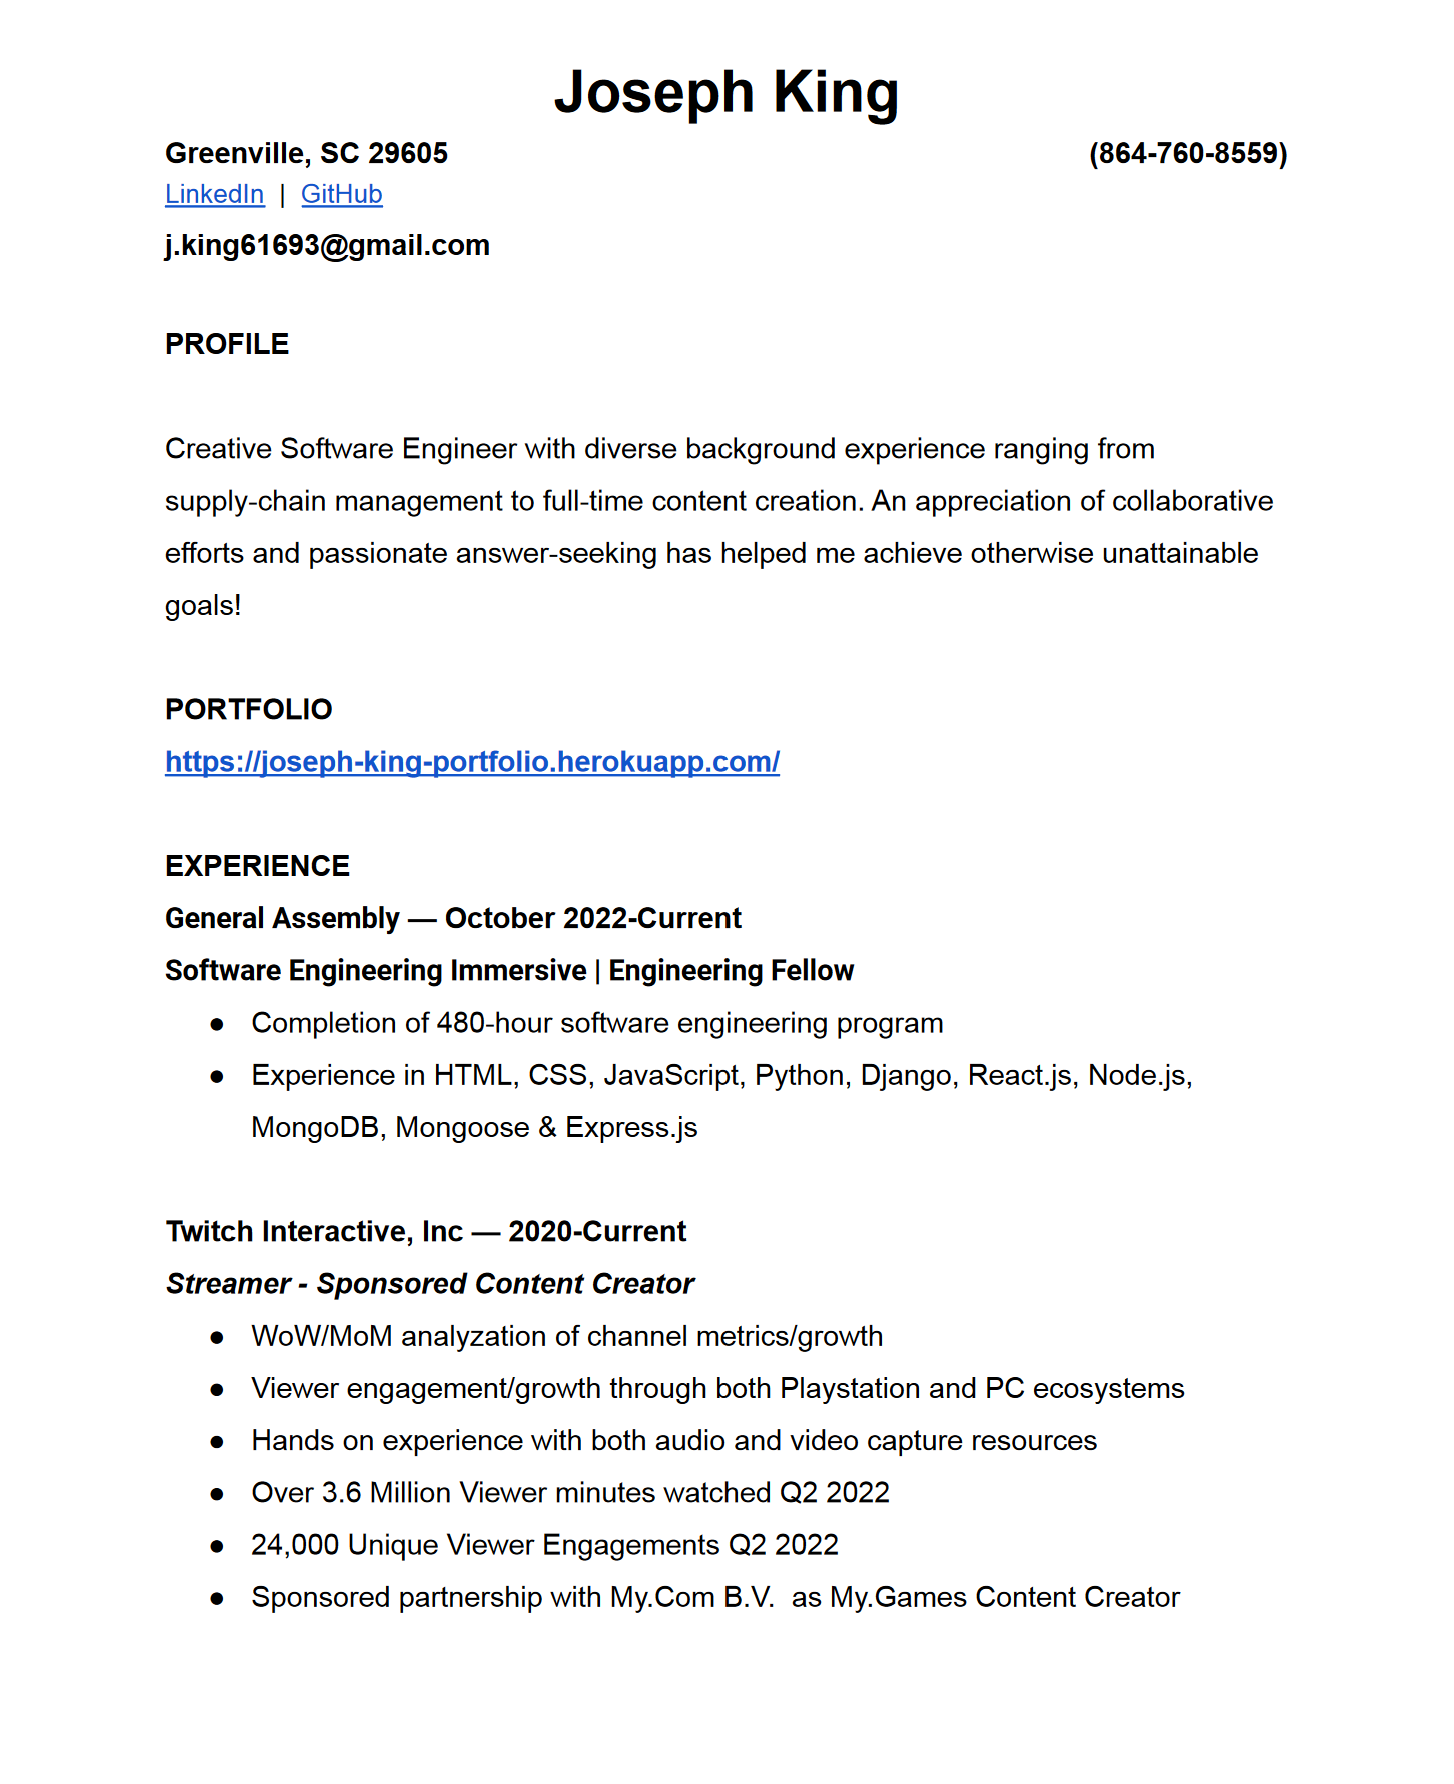 Joseph King
Greenville, SC 29605 (864-760-8559)
LinkedIn | GitHub
j.king61693@gmail.com
PROFILE
Creative Software Engineer with diverse background experience ranging from
supply-chain management to full-time content creation. An appreciation of collaborative
efforts and passionate answer-seeking has helped me achieve otherwise unattainable
goals!
PORTFOLIO
https://joseph-king-portfolio.herokuapp.com/
EXPERIENCE
General Assembly — October 2022-Current
Software Engineering Immersive | Engineering Fellow
● Completion of 480-hour software engineering program
● Experience in HTML, CSS, JavaScript, Python, Django, React.js, Node.js,
MongoDB, Mongoose & Express.js
Twitch Interactive, Inc — 2020-Current
Streamer - Sponsored Content Creator
● WoW/MoM analyzation of channel metrics/growth
● Viewer engagement/growth through both Playstation and PC ecosystems
● Hands on experience with both audio and video capture resources
● Over 3.6 Million Viewer minutes watched Q2 2022
● 24,000 Unique Viewer Engagements Q2 2022
● Sponsored partnership with My.Com B.V.  as My.Games Content Creator